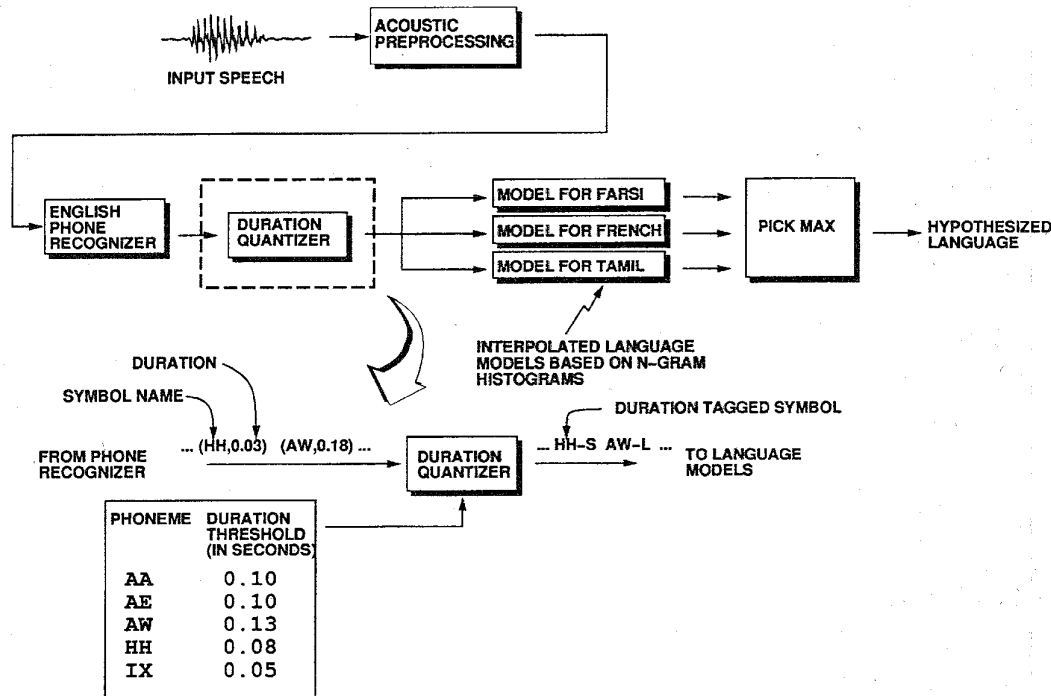 ACOUSTIC
PREPROCESSING
INPUT SPEECH
ENGLISH
PHONE
RECOGNIZER
DURATION
QUANTIZER
MODEL FOR FARSI
MODEL FOR FRENCH
MODEL FOR TAMIL
PICK MAX
HYPOTHESIZED
LANGUAGE
INTERPOLATED LANGUAGE
MODELS BASED ON N-GRAM
HISTOGRAMS
DURATION
SYMBOL NAME
... (HH,0.03) (AW,0.18) ...
FROM PHONE
RECOGNIZER
DURATION
QUANTIZER
DURATION TAGGED SYMBOL
... HH-S AW-L ...
TO LANGUAGE
MODELS
PHONEME DURATION
THRESHOLD
(IN SECONDS)
AA 0.10
AE 0.10
AW 0.13
HH 0.08
IX 0.05